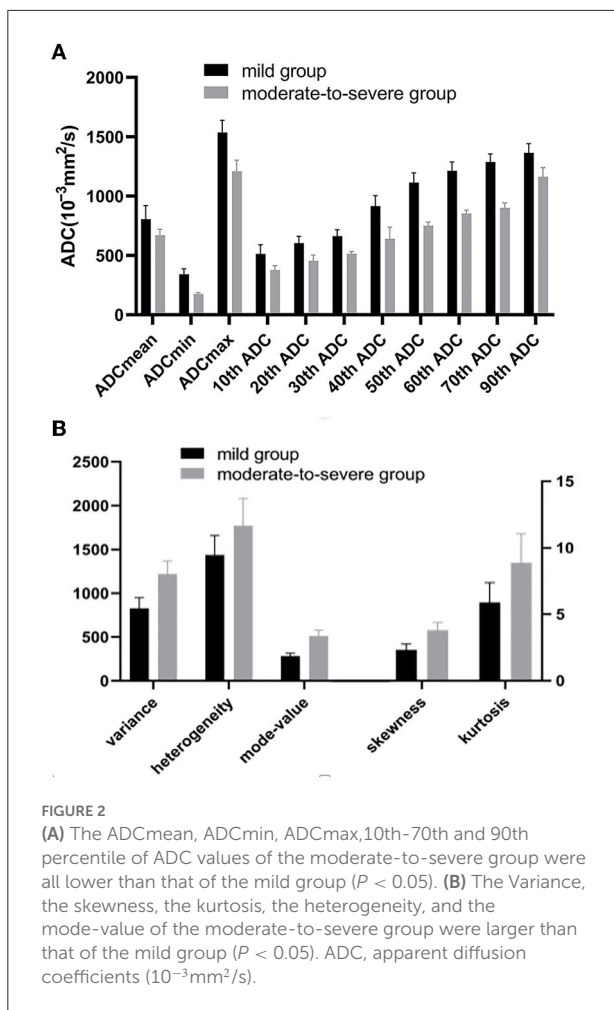 A
mild group
moderate-to-severe group
ADC(10⁻³mm²/s)
2000
1500
1000
500
0
ADCmean
ADCmin
ADCmax
10th ADC
20th ADC
30th ADC
40th ADC
50th ADC
60th ADC
70th ADC
90th ADC
B
mild group
moderate-to-severe group
2500
2000
1500
1000
500
0
15
10
5
0
variance
heterogeneity
mode-value
skewness
kurtosis
FIGURE 2
(A) The ADCmean, ADCmin, ADCmax,10th-70th and 90th
percentile of ADC values of the moderate-to-severe group were
all lower than that of the mild group (P < 0.05). (B) The Variance,
the skewness, the kurtosis, the heterogeneity, and the
mode-value of the moderate-to-severe group were larger than
that of the mild group (P < 0.05). ADC, apparent diffusion
coefficients (10⁻³mm²/s).